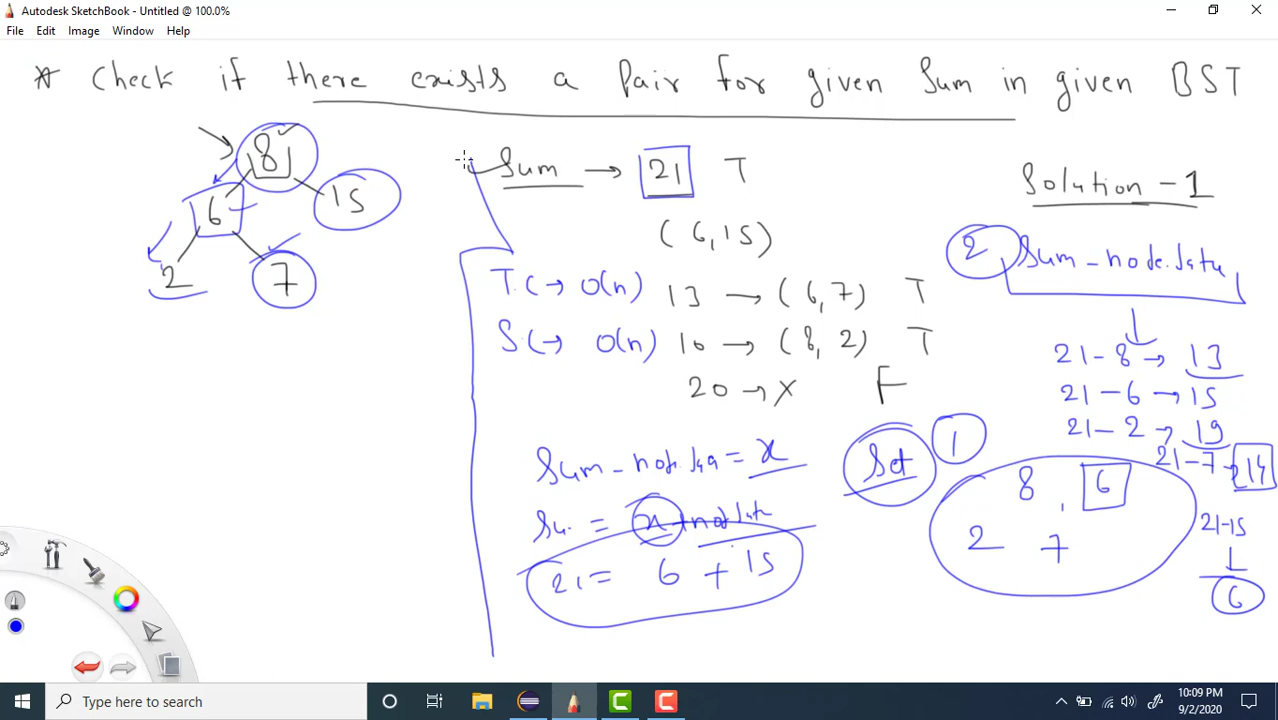 Autodesk SketchBook - Untitled @ 100.0%
File Edit Image Window Help
* Check if there exists a Pair for given Sum in given BST
8
6 15
2 7
Sum → 21 T
(6,15)
T.C → O(n) 13 → (6,7) T
S.C → O(n) 10 → (8, 2) T
20 → X F
Sum - node.data = x
= x + node.data
21 = 6 + 15
Solution - 1
2 Sum - node.data
21 - 8 → 13
21 - 6 → 15
21 - 2 → 19
21 - 7 → 14
Set 1
8 , 6
2 7
21-15
↓
6
Type here to search
10:09 PM
9/2/2020